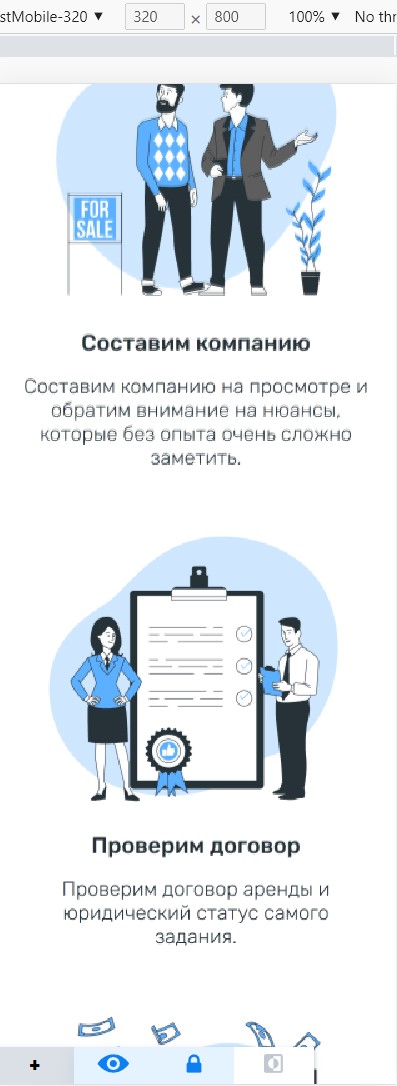 stMobile-320 ▼ 320 × 800 100% ▼ No thr
FOR
SALE
Составим компанию
Составим компанию на просмотре и
обратим внимание на нюансы,
которые без опыта очень сложно
заметить.
Проверим договор
Проверим договор аренды и
юридический статус самого
задания.